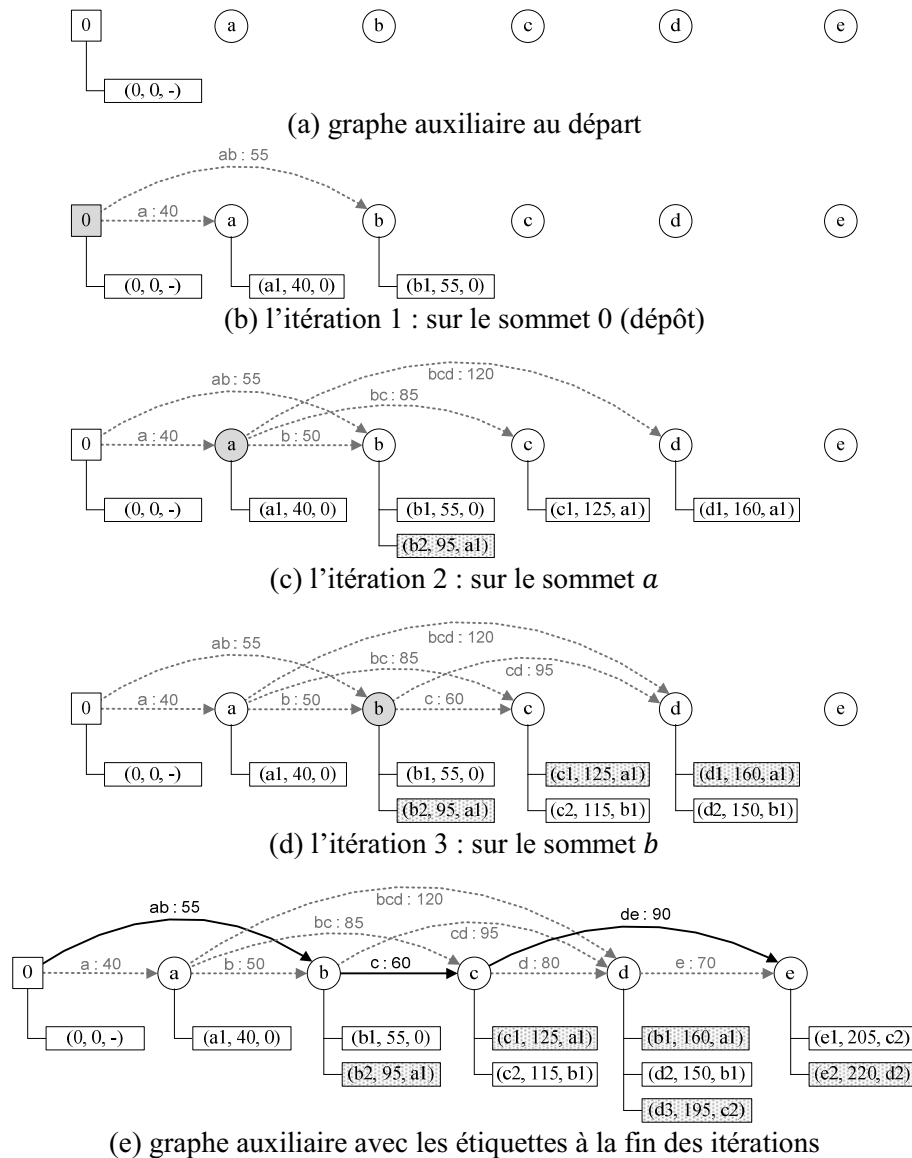 0 a b c d e
(0, 0, -)
(a) graphe auxiliaire au départ
ab : 55
0 a : 40 a b c d e
(0, 0, -) (a1, 40, 0) (b1, 55, 0)
(b) l’itération 1 : sur le sommet 0 (dépôt)
bcd : 120
ab : 55 bc : 85
0 a : 40 a b : 50 b c d e
(0, 0, -) (a1, 40, 0) (b1, 55, 0) (c1, 125, a1) (d1, 160, a1)
(b2, 95, a1)
(c) l’itération 2 : sur le sommet a
bcd : 120
ab : 55 bc : 85 cd : 95
0 a : 40 a b : 50 b c : 60 c d e
(0, 0, -) (a1, 40, 0) (b1, 55, 0) (c1, 125, a1) (d1, 160, a1)
(b2, 95, a1) (c2, 115, b1) (d2, 150, b1)
(d) l’itération 3 : sur le sommet b
bcd : 120
ab : 55 bc : 85 cd : 95 de : 90
0 a : 40 a b : 50 b c : 60 c d : 80 d e : 70 e
(0, 0, -) (a1, 40, 0) (b1, 55, 0) (c1, 125, a1) (b1, 160, a1) (e1, 205, c2)
(b2, 95, a1) (c2, 115, b1) (d2, 150, b1) (e2, 220, d2)
(d3, 195, c2)
(e) graphe auxiliaire avec les étiquettes à la fin des itérations